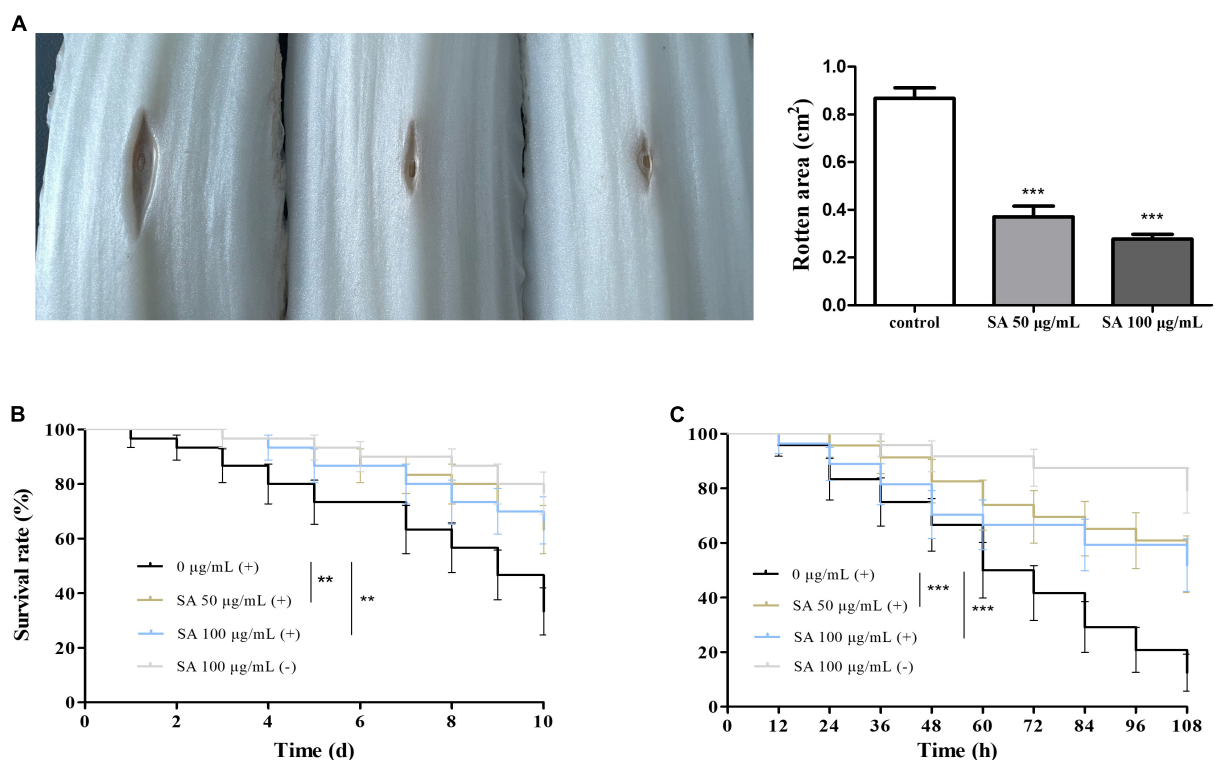 A
Rotten area (cm²)
1.0
0.8
0.6
0.4
0.2
0.0
***
***
control
SA 50 μg/mL
SA 100 μg/mL
B
Survival rate (%)
100
80
60
40
20
0
0 μg/mL (+)
SA 50 μg/mL (+)
SA 100 μg/mL (+)
SA 100 μg/mL (-)
**
**
0 2 4 6 8 10
Time (d)
C
100
80
60
40
20
0
0 μg/mL (+)
SA 50 μg/mL (+)
SA 100 μg/mL (+)
SA 100 μg/mL (-)
***
***
0 12 24 36 48 60 72 84 96 108
Time (h)